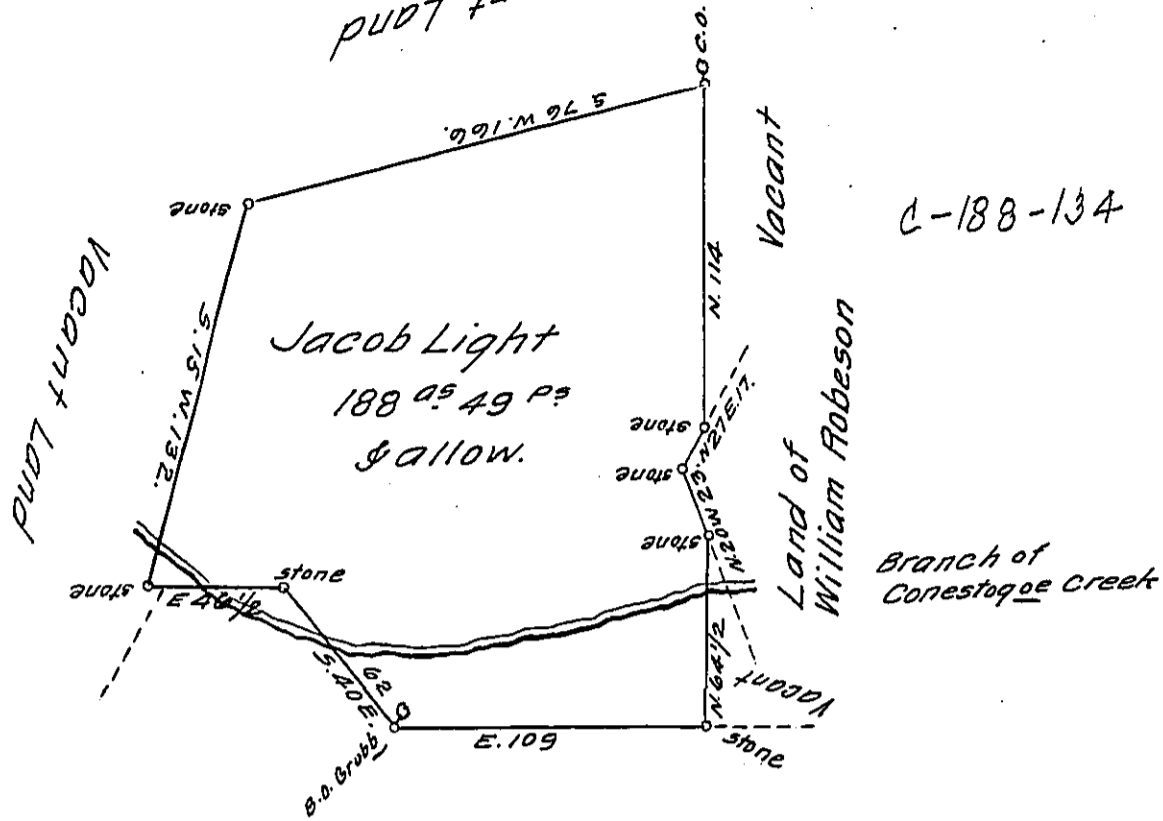 t Land
C.O.
S. 76 W. 166.
stone
Vacant
C-188-134
N. 114
Vacant Land
S. 15 W. 132.
Jacob Light
188 as. 49 Ps
& allow.
stone
N 27 E. 17.
stone
N. 20 W 23.
stone
Land of
William Robeson
Branch of
Conestogoe Creek
stone
stone
E 46 1/2
S. 40 E. 62
N. 64 1/2
Vacant
B.O. Grubb
E. 109
stone